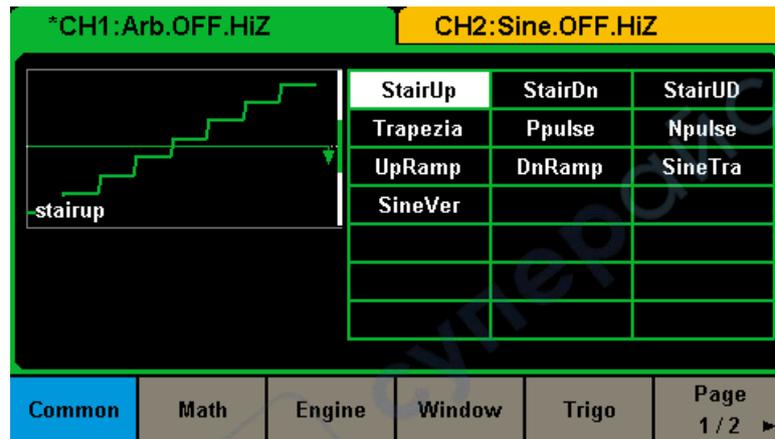 *CH1:Arb.OFF.HiZ CH2:Sine.OFF.HiZ
stairup
StairUp StairDn StairUD
Trapezia Ppulse Npulse
UpRamp DnRamp SineTra
SineVer
Common Math Engine Window Trigo Page
1/2 ►
суперайс